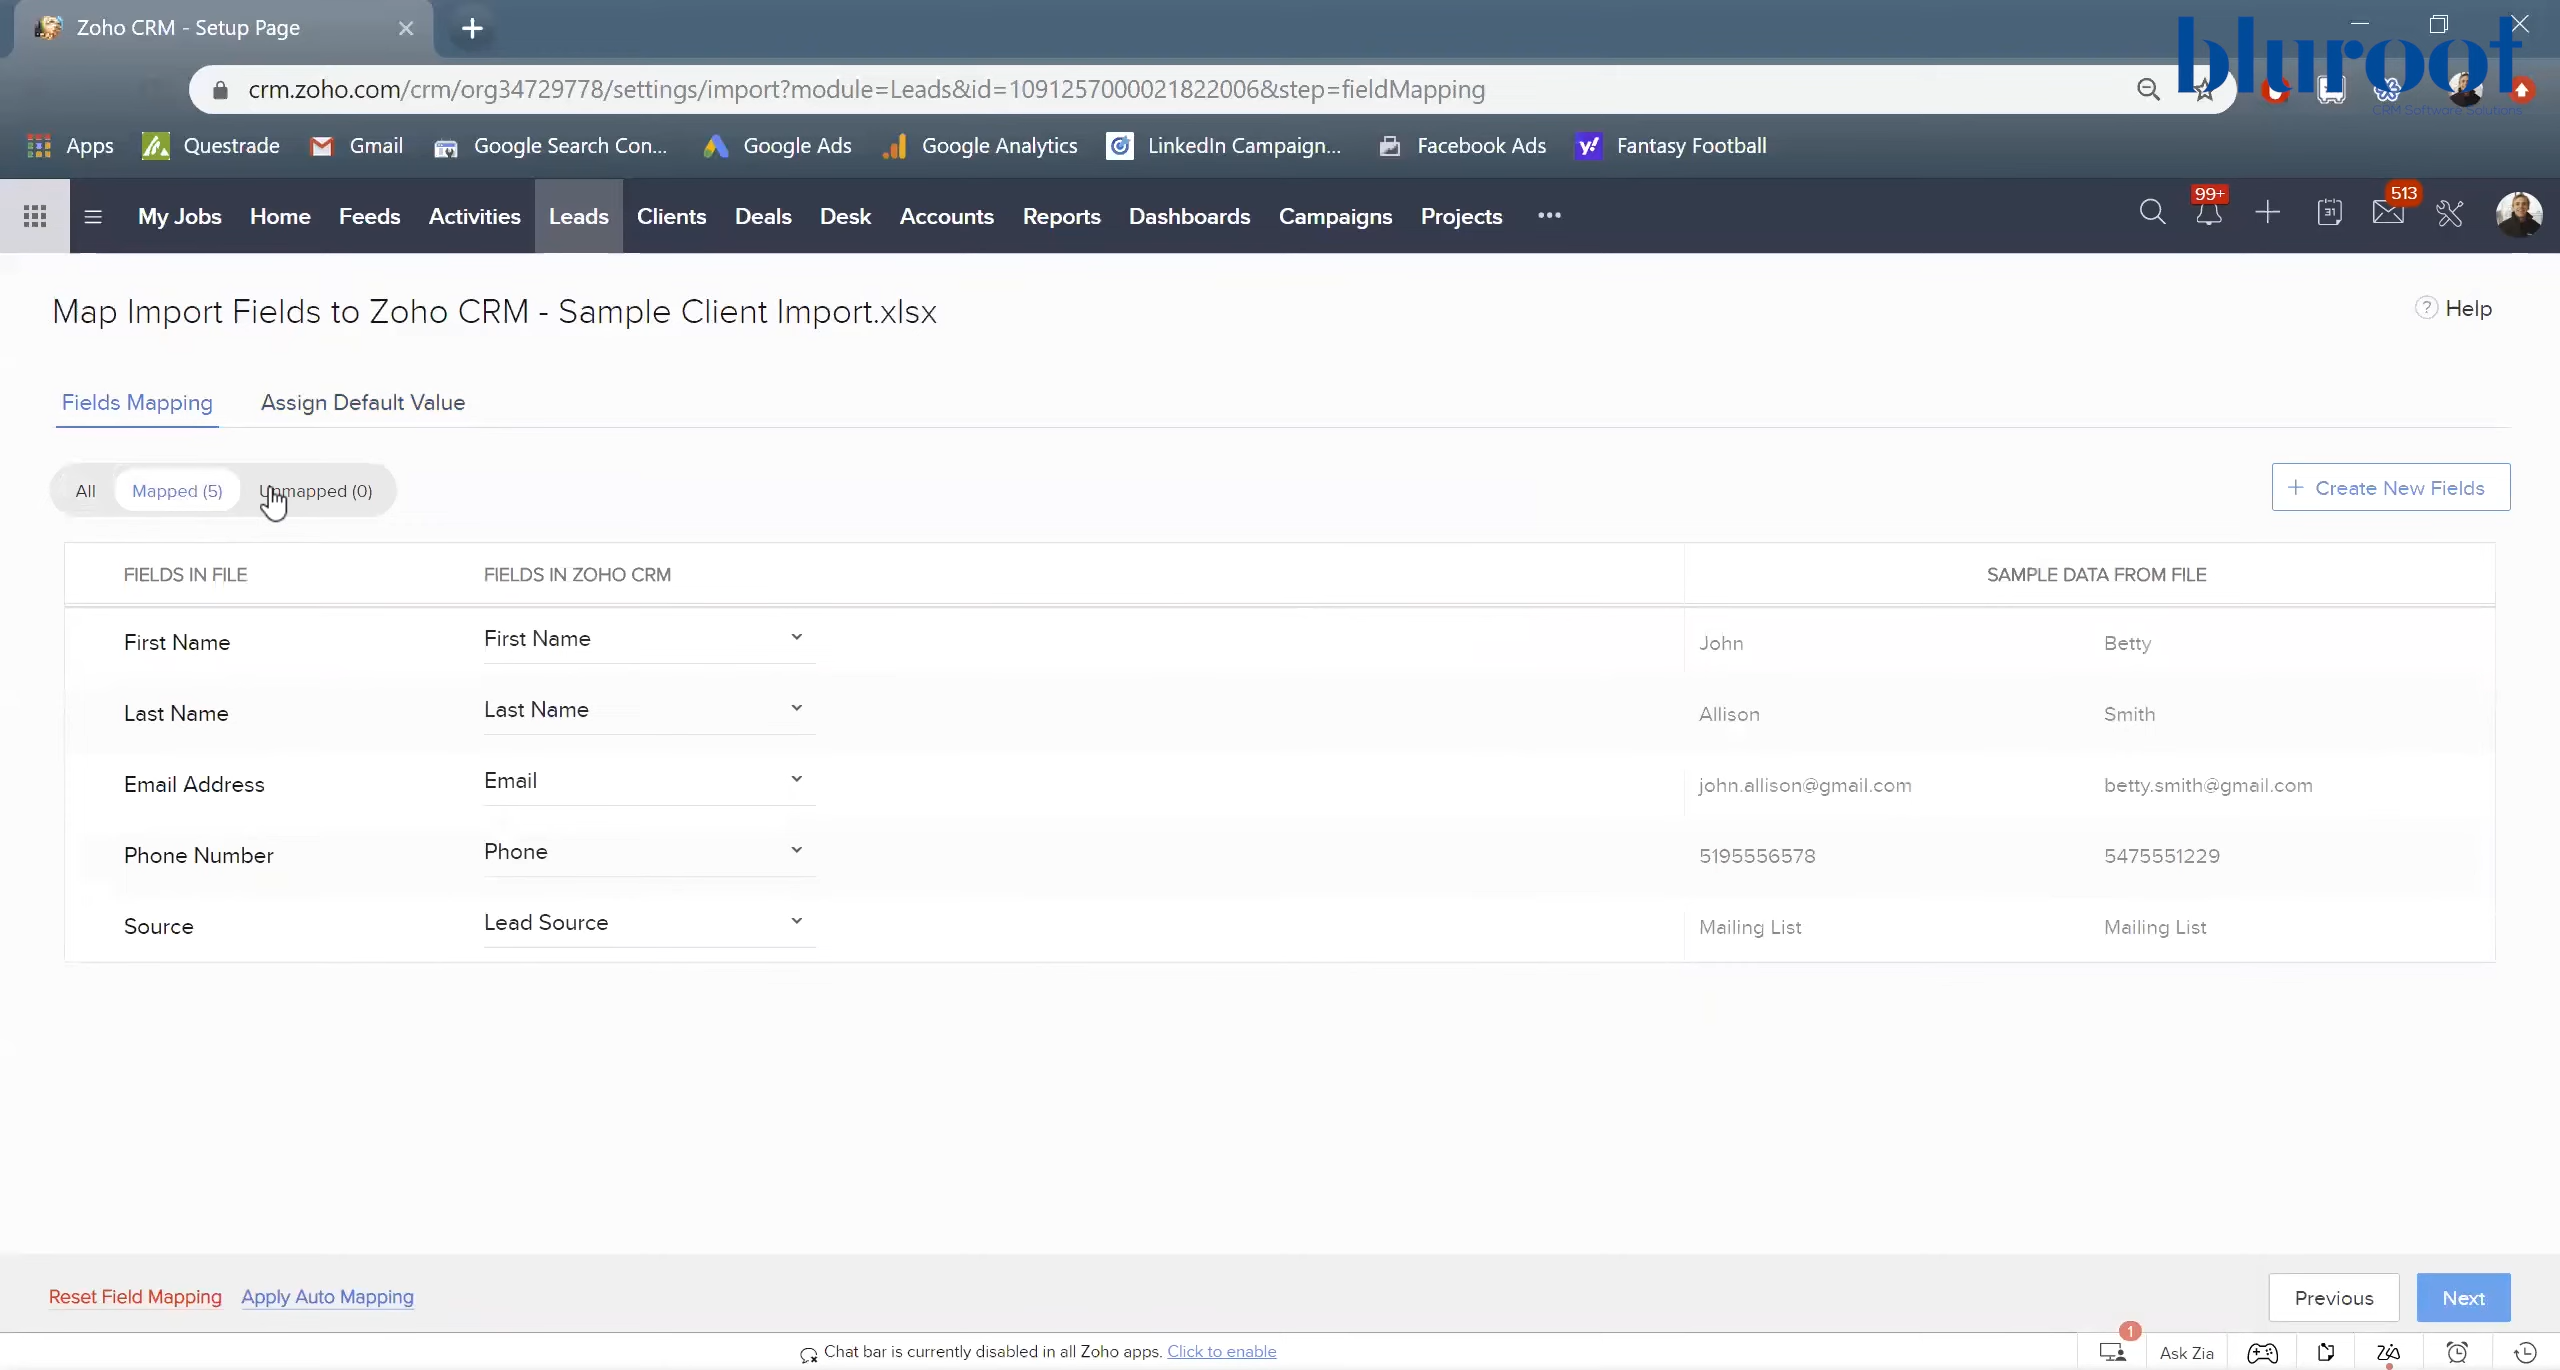 Zoho CRM - Setup Page
bluroot
CRM Software Solutions
crm.zoho.com/crm/org34729778/settings/import?module=Leads&id=1091257000021822006&step=fieldMapping
Apps Questrade Gmail Google Search Con... Google Ads Google Analytics LinkedIn Campaign... Facebook Ads Fantasy Football
My Jobs Home Feeds Activities Leads Clients Deals Desk Accounts Reports Dashboards Campaigns Projects ••• 99+ 31 513
Map Import Fields to Zoho CRM - Sample Client Import.xlsx
? Help
Fields Mapping Assign Default Value
All Mapped (5) Unmapped (0) + Create New Fields
FIELDS IN FILE FIELDS IN ZOHO CRM SAMPLE DATA FROM FILE
First Name First Name John Betty
Last Name Last Name Allison Smith
Email Address Email john.allison@gmail.com betty.smith@gmail.com
Phone Number Phone 5195556578 5475551229
Source Lead Source Mailing List Mailing List
Reset Field Mapping Apply Auto Mapping Previous Next
Chat bar is currently disabled in all Zoho apps. Click to enable 1 Ask Zia